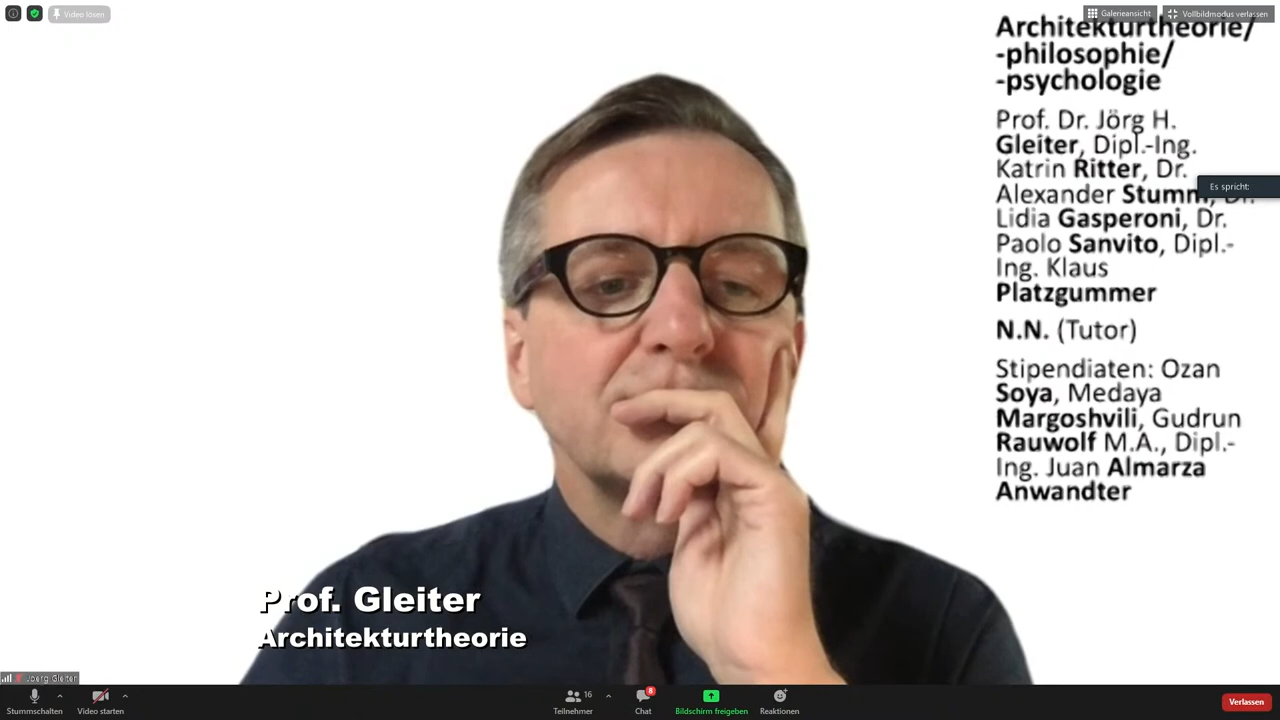 Video lösen
Galerieansicht
Vollbildmodus verlassen
Architekturtheorie/
-philosophie/
-psychologie
Prof. Dr. Jörg H.
Gleiter, Dipl.-Ing.
Katrin Ritter, Dr.
Alexander Stumm, Dr.
Es spricht:
Lidia Gasperoni, Dr.
Paolo Sanvito, Dipl.-
Ing. Klaus
Platzgummer
N.N. (Tutor)
Stipendiaten: Ozan
Soya, Medaya
Margoshvili, Gudrun
Rauwolf M.A., Dipl.-
Ing. Juan Almarza
Anwandter
Prof. Gleiter
Architekturtheorie
Joerg Gleiter
Stummschalten
Video starten
16
Teilnehmer
8
Chat
Bildschirm freigeben
Reaktionen
Verlassen